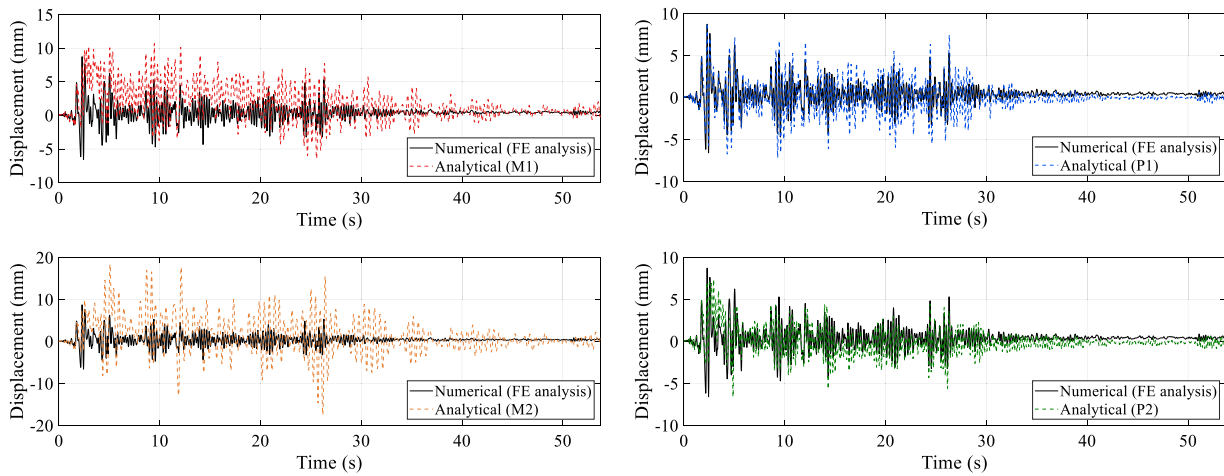 15
10
5
0
-5
-10
Displacement (mm)
Numerical (FE analysis)
Analytical (M1)
0 10 20 30 40 50
Time (s)
10
5
0
-5
-10
Displacement (mm)
Numerical (FE analysis)
Analytical (P1)
0 10 20 30 40 50
Time (s)
20
10
0
-10
-20
Displacement (mm)
Numerical (FE analysis)
Analytical (M2)
0 10 20 30 40 50
Time (s)
10
5
0
-5
-10
Displacement (mm)
Numerical (FE analysis)
Analytical (P2)
0 10 20 30 40 50
Time (s)